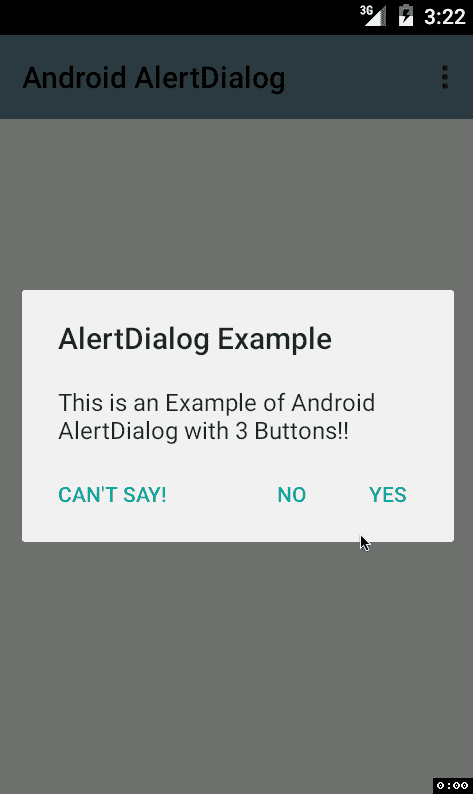 3G 3:22
Android AlertDialog
AlertDialog Example
This is an Example of Android
AlertDialog with 3 Buttons!!
CAN'T SAY! NO YES
0:00